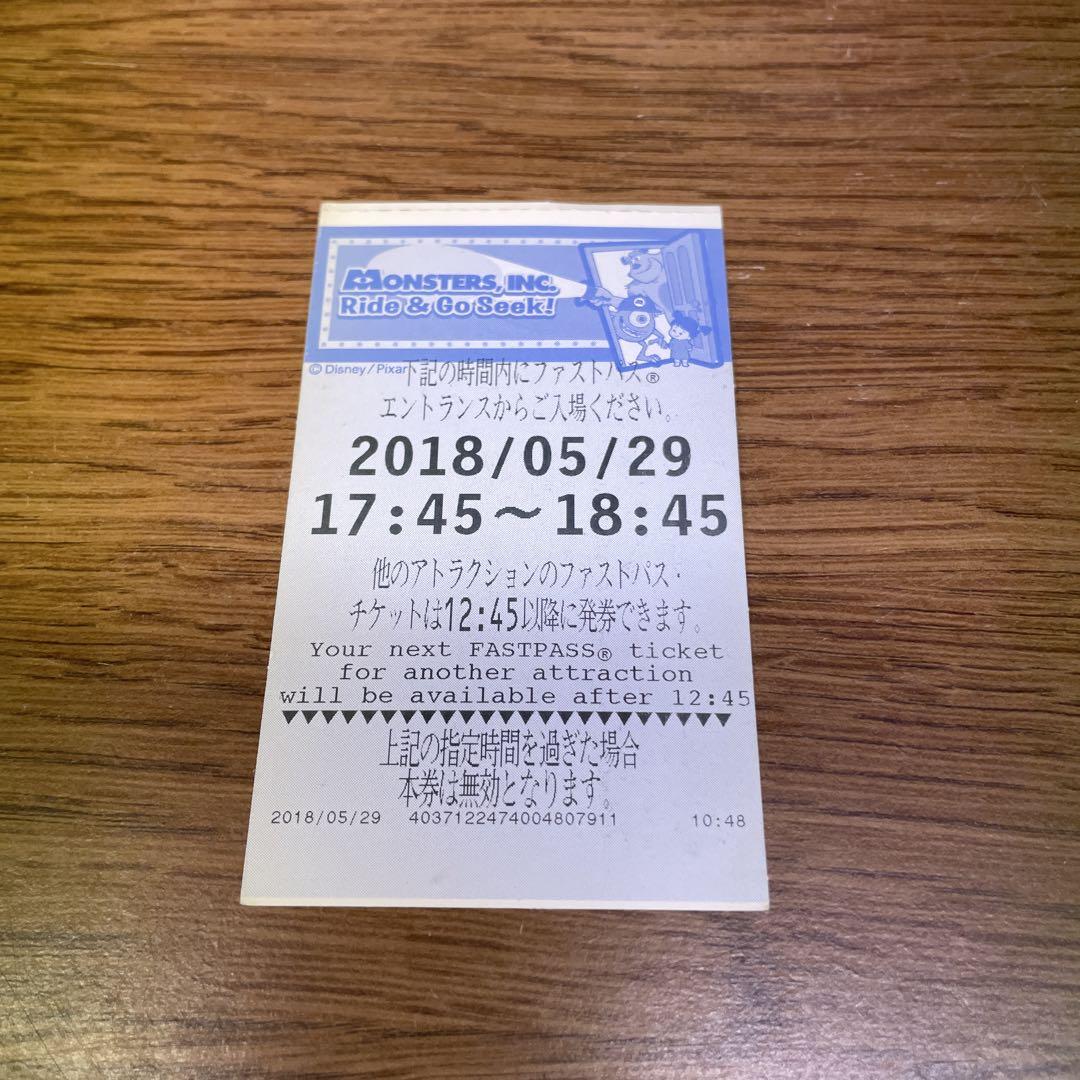 MONSTERS, INC.
Ride & Go Seek!
©Disney/Pixar
下記の時間内にファストパス®
エントランスからご入場ください。
2018/05/29
17:45～18:45
他のアトラクションのファストパス・
チケットは12:45以降に発券できます。
Your next FASTPASS® ticket
for another attraction
will be available after 12:45
▼▼▼▼▼▼▼▼▼▼▼▼▼▼▼▼▼▼▼▼▼▼▼▼▼▼▼
上記の指定時間を過ぎた場合
本券は無効となります。
2018/05/29 4037122474004807911 10:48